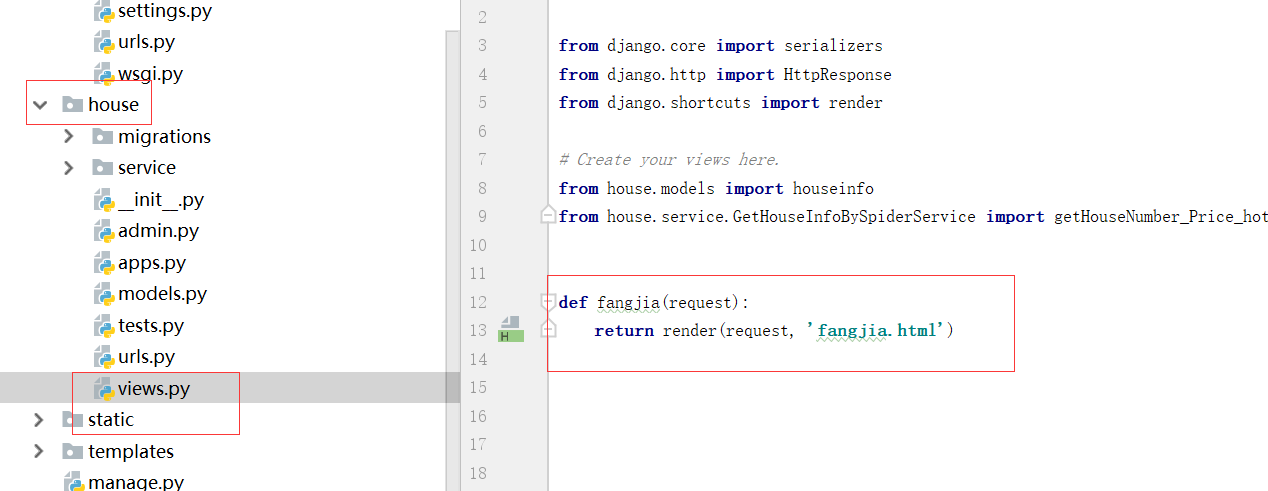 settings.py
urls.py
wsgi.py
house
migrations
service
__init__.py
admin.py
apps.py
models.py
tests.py
urls.py
views.py
static
templates
manage.py
2
3 from django.core import serializers
4 from django.http import HttpResponse
5 from django.shortcuts import render
6
7 # Create your views here.
8 from house.models import houseinfo
9 from house.service.GetHouseInfoBySpiderService import getHouseNumber_Price_hot
10
11
12 def fangjia(request):
13 H return render(request, 'fangjia.html')
14
15
16
17
18